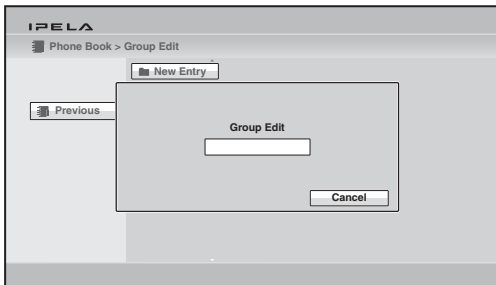 IPELA
Phone Book > Group Edit
New Entry
Previous
Group Edit
Cancel